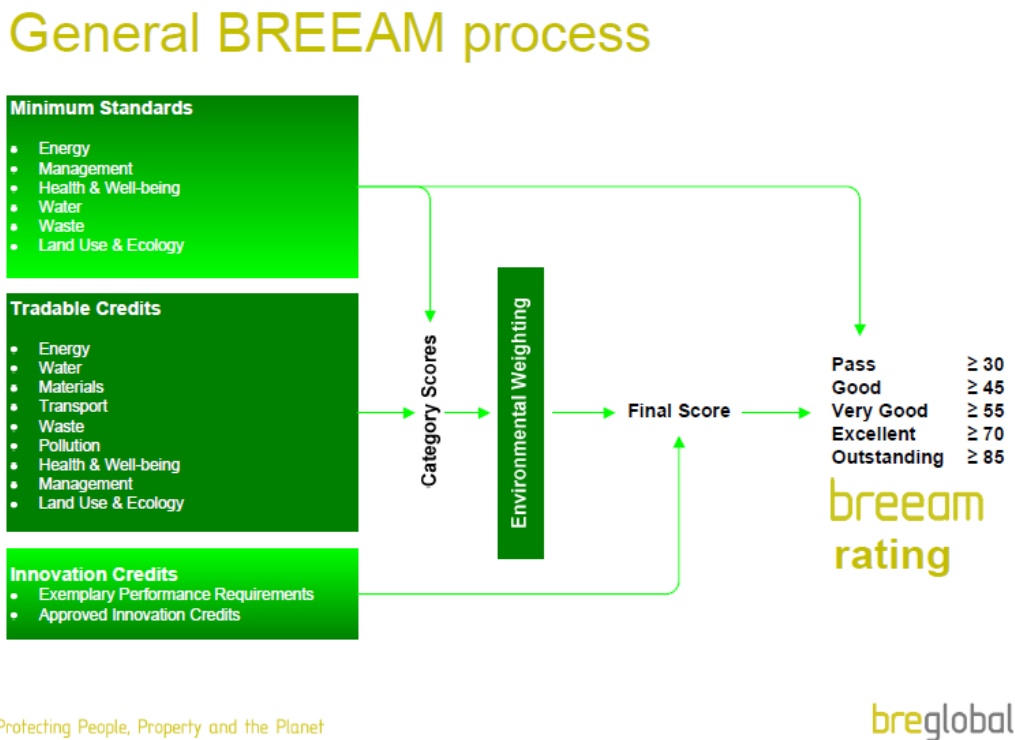 General BREEAM process
Minimum Standards
Energy
Management
Health & Well-being
Water
Waste
Land Use & Ecology
Tradable Credits
Energy
Water
Materials
Transport
Waste
Pollution
Health & Well-being
Management
Land Use & Ecology
Innovation Credits
Exemplary Performance Requirements
Approved Innovation Credits
Category Scores
Environmental Weighting
Final Score
Pass ≥ 30
Good ≥ 45
Very Good ≥ 55
Excellent ≥ 70
Outstanding ≥ 85
breeam
rating
Protecting People, Property and the Planet
breglobal